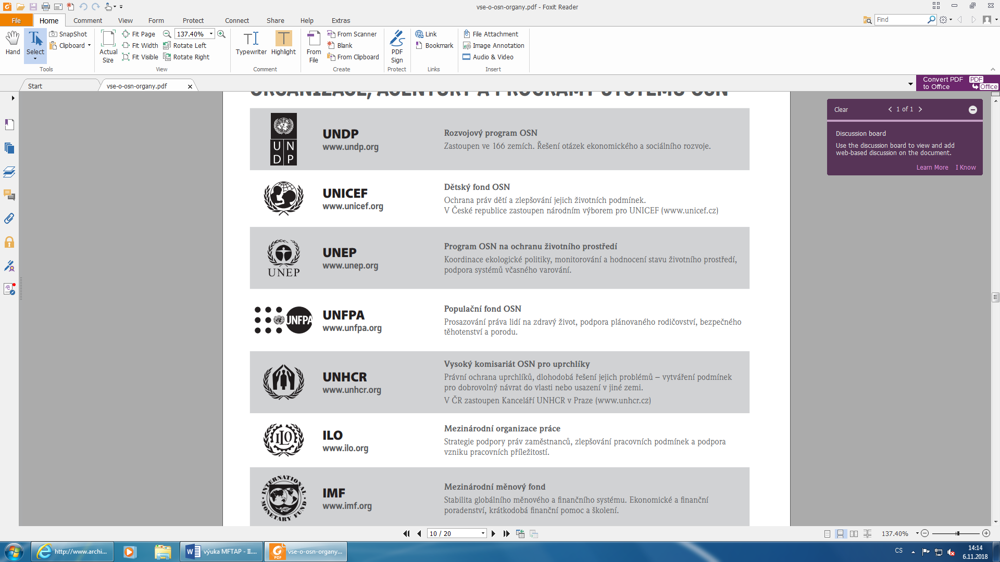 vse-o-osn-organy.pdf - Foxit Reader
File Home Comment View Form Protect Connect Share Help Extras
Find
Hand
Select
SnapShot
Clipboard
Tools
Actual
Size
Fit Page
Fit Width
Fit Visible
137.40%
Rotate Left
Rotate Right
View
Typewriter
Highlight
Comment
From
File
From Scanner
Blank
From Clipboard
Create
PDF
Sign
Protect
Link
Bookmark
Links
File Attachment
Image Annotation
Audio & Video
Insert
Start
vse-o-osn-organy.pdf
Convert PDF
to Office
PDF
Office
ORGANIZACE, AGENTURY A PROGRAMY SYSTÉMU OSN
UN
DP
UNDP
www.undp.org
Rozvojový program OSN
Zastoupen ve 166 zemích. Řešení otázek ekonomického a sociálního rozvoje.
UNICEF
www.unicef.org
Dětský fond OSN
Ochrana práv dětí a zlepšování jejich životních podmínek.
V České republice zastoupen národním výborem pro UNICEF (www.unicef.cz)
UNEP
UNEP
www.unep.org
Program OSN na ochranu životního prostředí
Koordinace ekologické politiky, monitorování a hodnocení stavu životního prostředí,
podpora systémů včasného varování.
UNFPA
UNFPA
www.unfpa.org
Populační fond OSN
Prosazování práva lidí na zdravý život, podpora plánovaného rodičovství, bezpečného
těhotenství a porodu.
UNHCR
www.unhcr.org
Vysoký komisariát OSN pro uprchlíky
Právní ochrana uprchlíků, dlohodobá řešení jejich problémů – vytváření podmínek
pro dobrovolný návrat do vlasti nebo usazení v jiné zemi.
V ČR zastoupen Kanceláří UNHCR v Praze (www.unhcr.cz)
ILO
ILO
www.ilo.org
Mezinárodní organizace práce
Strategie podpory práv zaměstnanců, zlepšování pracovních podmínek a podpora
vzniku pracovních příležitostí.
INTERNATIONAL MONETARY FUND
IMF
www.imf.org
Mezinárodní měnový fond
Stabilita globálního měnového a finančního systému. Ekonomické a finanční
poradenství, krátkodobá finanční pomoc a školení.
Clear
1 of 1
Discussion board
Use the discussion board to view and add
web-based discussion on the document.
Learn More I Know
10 / 20
137.40%
http://www.archi...
výuka MFTAP - II....
PDF
vse-o-osn-organy...
CS
14:14
6.11.2018